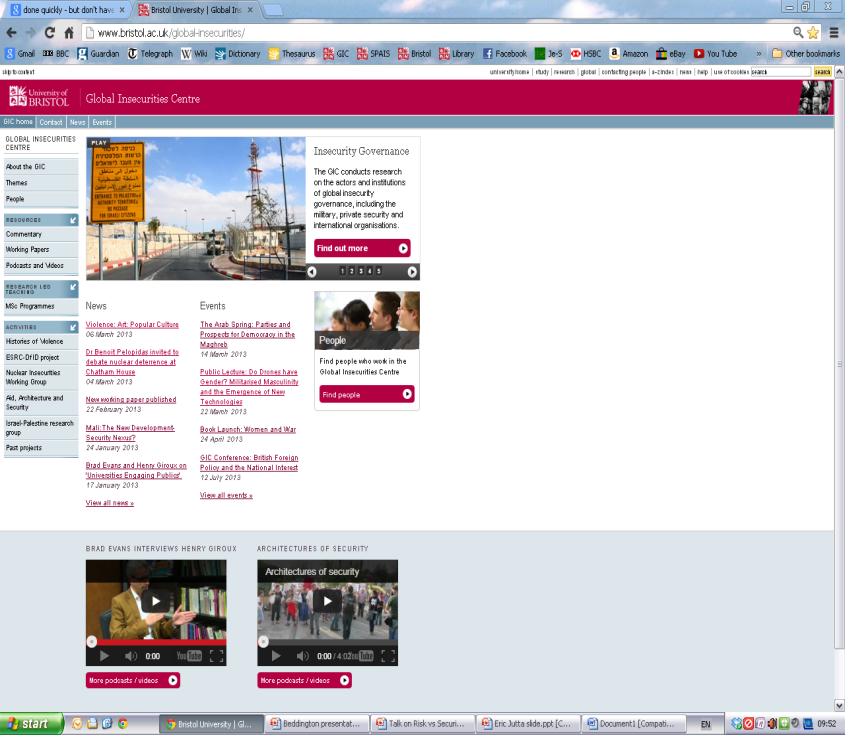 done quickly - but don't have
Bristol University | Global Ins
www.bristol.ac.uk/global-insecurities/
Gmail BBC Guardian Telegraph Wiki Dictionary Thesaurus GIC SPAIS Bristol Library Facebook Je-S HSBC Amazon eBay You Tube » Other bookmarks
skip to content
university home | study | research | global | contacting people | a-z index | news | help | use of cookies search search
University of
BRISTOL
Global Insecurities Centre
GIC home Contact News Events
GLOBAL INSECURITIES
CENTRE
About the GIC
Themes
People
RESOURCES
Commentary
Working Papers
Podcasts and Videos
RESEARCH LED
TEACHING
MSc Programmes
ACTIVITIES
Histories of Violence
ESRC-DfID project
Nuclear Insecurities
Working Group
Aid, Architecture and
Security
Israel-Palestine research
group
Past projects
PLAY
ENTRANCE TO PALESTINIAN
AUTHORITY TERRITORY
NO PASSAGE
FOR ISRAELI CITIZENS
Insecurity Governance
The GIC conducts research
on the actors and institutions
of global insecurity
governance, including the
military, private security and
international organisations.
Find out more
1 2 3 4 5
News
Violence: Art: Popular Culture
06 March 2013
Dr Benoit Pelopidas invited to
debate nuclear deterrence at
Chatham House
04 March 2013
New working paper published
22 February 2013
Mali: The New Development-
Security Nexus?
24 January 2013
Brad Evans and Henry Giroux on
'Universities Engaging Publics'.
17 January 2013
View all news »
Events
The Arab Spring: Parties and
Prospects for Democracy in the
Maghreb
14 March 2013
Public Lecture: Do Drones have
Gender? Militarised Masculinity
and the Emergence of New
Technologies
22 March 2013
Book Launch: Women and War
24 April 2013
GIC Conference: British Foreign
Policy and the National Interest
12 July 2013
View all events »
People
Find people who work in the
Global Insecurities Centre
Find people
BRAD EVANS INTERVIEWS HENRY GIROUX
0:00 YouTube
More podcasts / videos
ARCHITECTURES OF SECURITY
Architectures of security
0:00 / 4:02 YouTube
More podcasts / videos
start
Bristol University | Gl...
Beddington presentat...
Talk on Risk vs Securi...
Eric Jutta slide.ppt [C...
Document1 [Compati...
EN
09:52